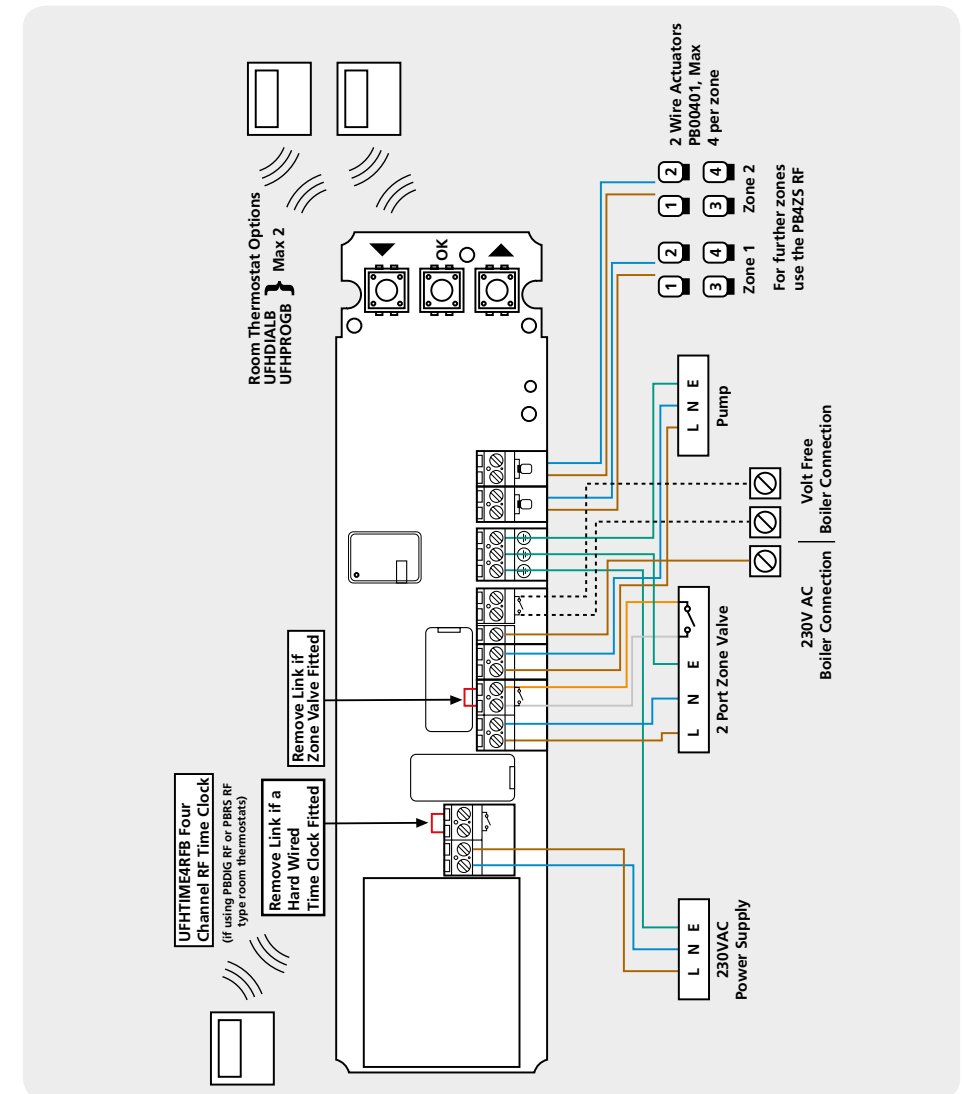 Room Thermostat Options
UFHDIALB
UFHPROGB
} Max 2
UFHTIME4RFB Four
Channel RF Time Clock
(if using PBDIG RF or PBRS RF
type room thermostats)
Remove Link if a
Hard Wired
Time Clock Fitted
Remove Link if
Zone Valve Fitted
OK
2 Wire Actuators
PB00401, Max
4 per zone
1 2
3 4
Zone 1
1 2
3 4
Zone 2
For further zones
use the PB4ZS RF
L N E
230VAC
Power Supply
L N E
2 Port Zone Valve
L N E
Pump
230V AC
Boiler Connection
Volt Free
Boiler Connection